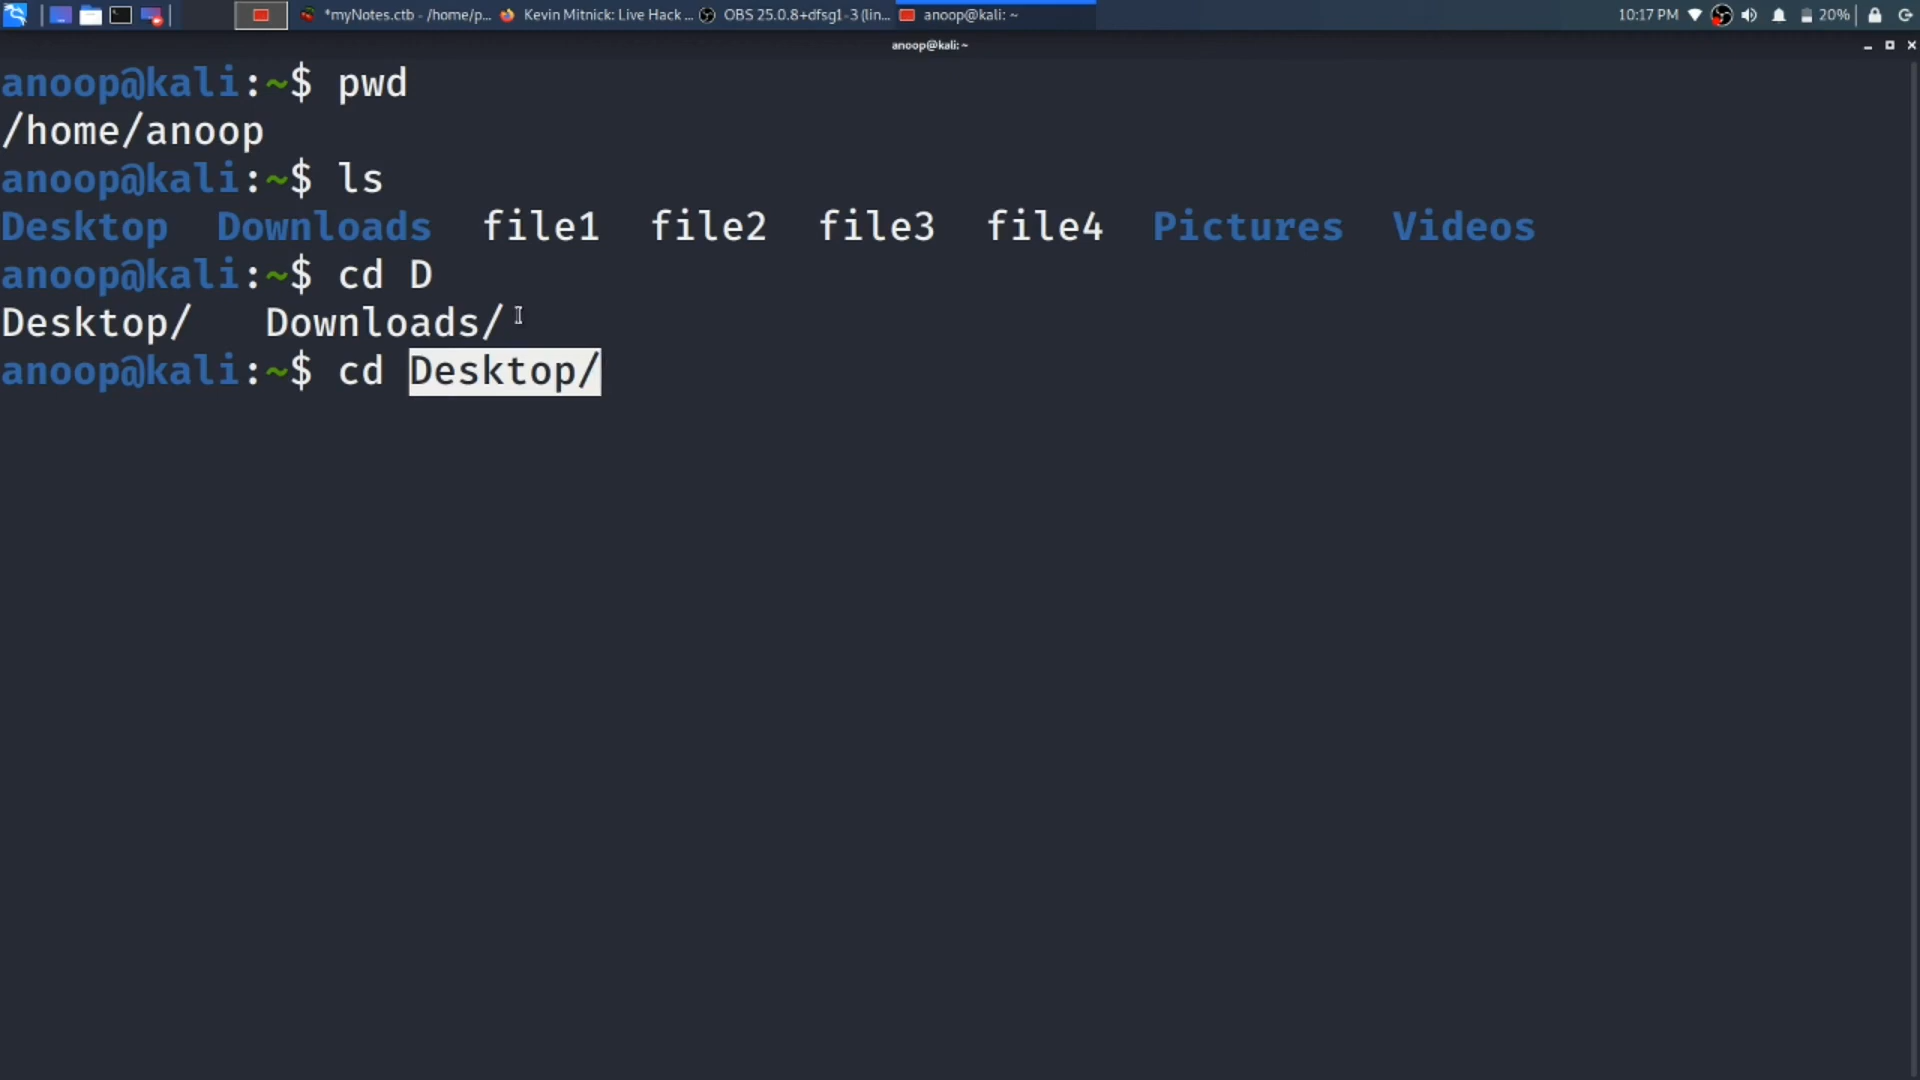 *myNotes.ctb - /home/p... Kevin Mitnick: Live Hack ... OBS 25.0.8+dfsg1-3 (lin... anoop@kali: ~ 10:17 PM 20%
anoop@kali: ~
anoop@kali:~$ pwd
/home/anoop
anoop@kali:~$ ls
Desktop Downloads file1 file2 file3 file4 Pictures Videos
anoop@kali:~$ cd D
Desktop/ Downloads/
anoop@kali:~$ cd Desktop/